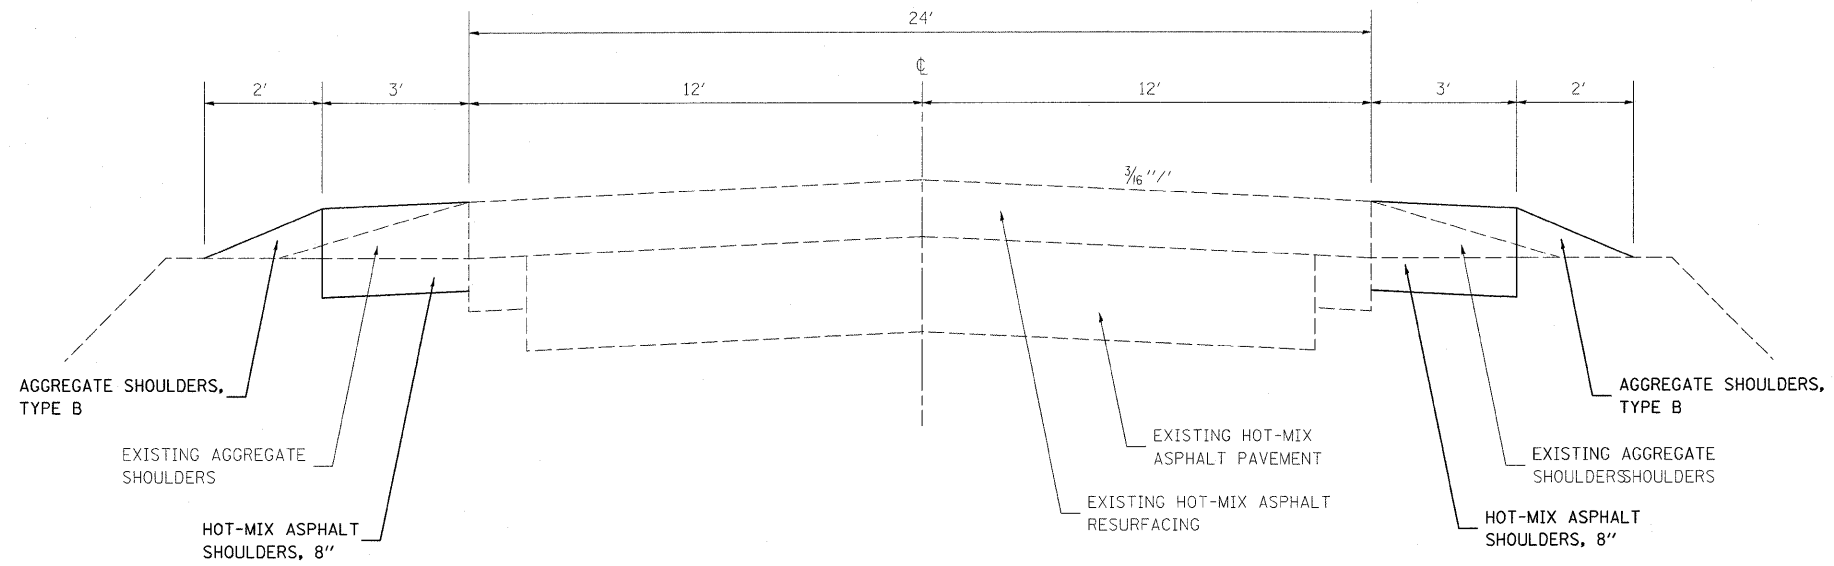 24'
℄
2'
3'
12'
12'
3'
2'
3/16"/'
AGGREGATE SHOULDERS,
TYPE B
AGGREGATE SHOULDERS,
TYPE B
EXISTING HOT-MIX
ASPHALT PAVEMENT
EXISTING AGGREGATE
SHOULDERS
EXISTING AGGREGATE
SHOULDERSSHOULDERS
EXISTING HOT-MIX ASPHALT
RESURFACING
HOT-MIX ASPHALT
SHOULDERS, 8"
HOT-MIX ASPHALT
SHOULDERS, 8"